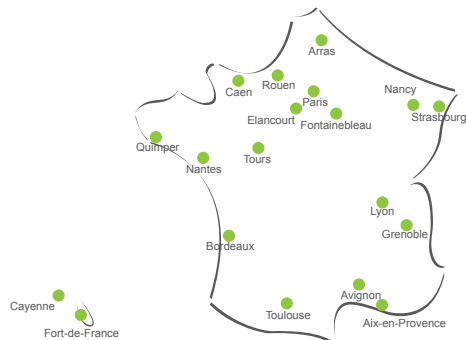 Arras
Rouen
Caen
Paris
Nancy
Elancourt
Fontainebleau
Strasbourg
Quimper
Tours
Nantes
Lyon
Grenoble
Bordeaux
Avignon
Cayenne
Toulouse
Aix-en-Provence
Fort-de-France